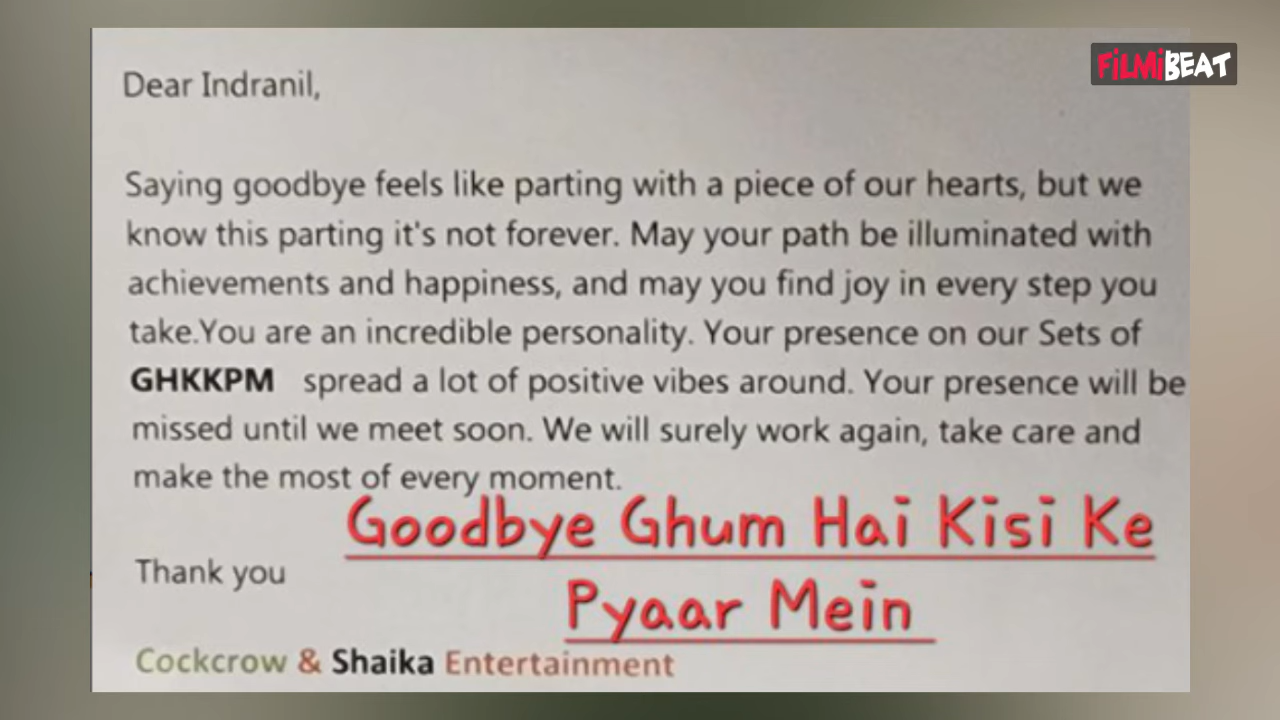 FiLMiBEAT
Dear Indranil,
Saying goodbye feels like parting with a piece of our hearts, but we
know this parting it's not forever. May your path be illuminated with
achievements and happiness, and may you find joy in every step you
take.You are an incredible personality. Your presence on our Sets of
GHKKPM spread a lot of positive vibes around. Your presence will be
missed until we meet soon. We will surely work again, take care and
make the most of every moment.
Goodbye Ghum Hai Kisi Ke
Pyaar Mein
Thank you
Cockcrow & Shaika Entertainment